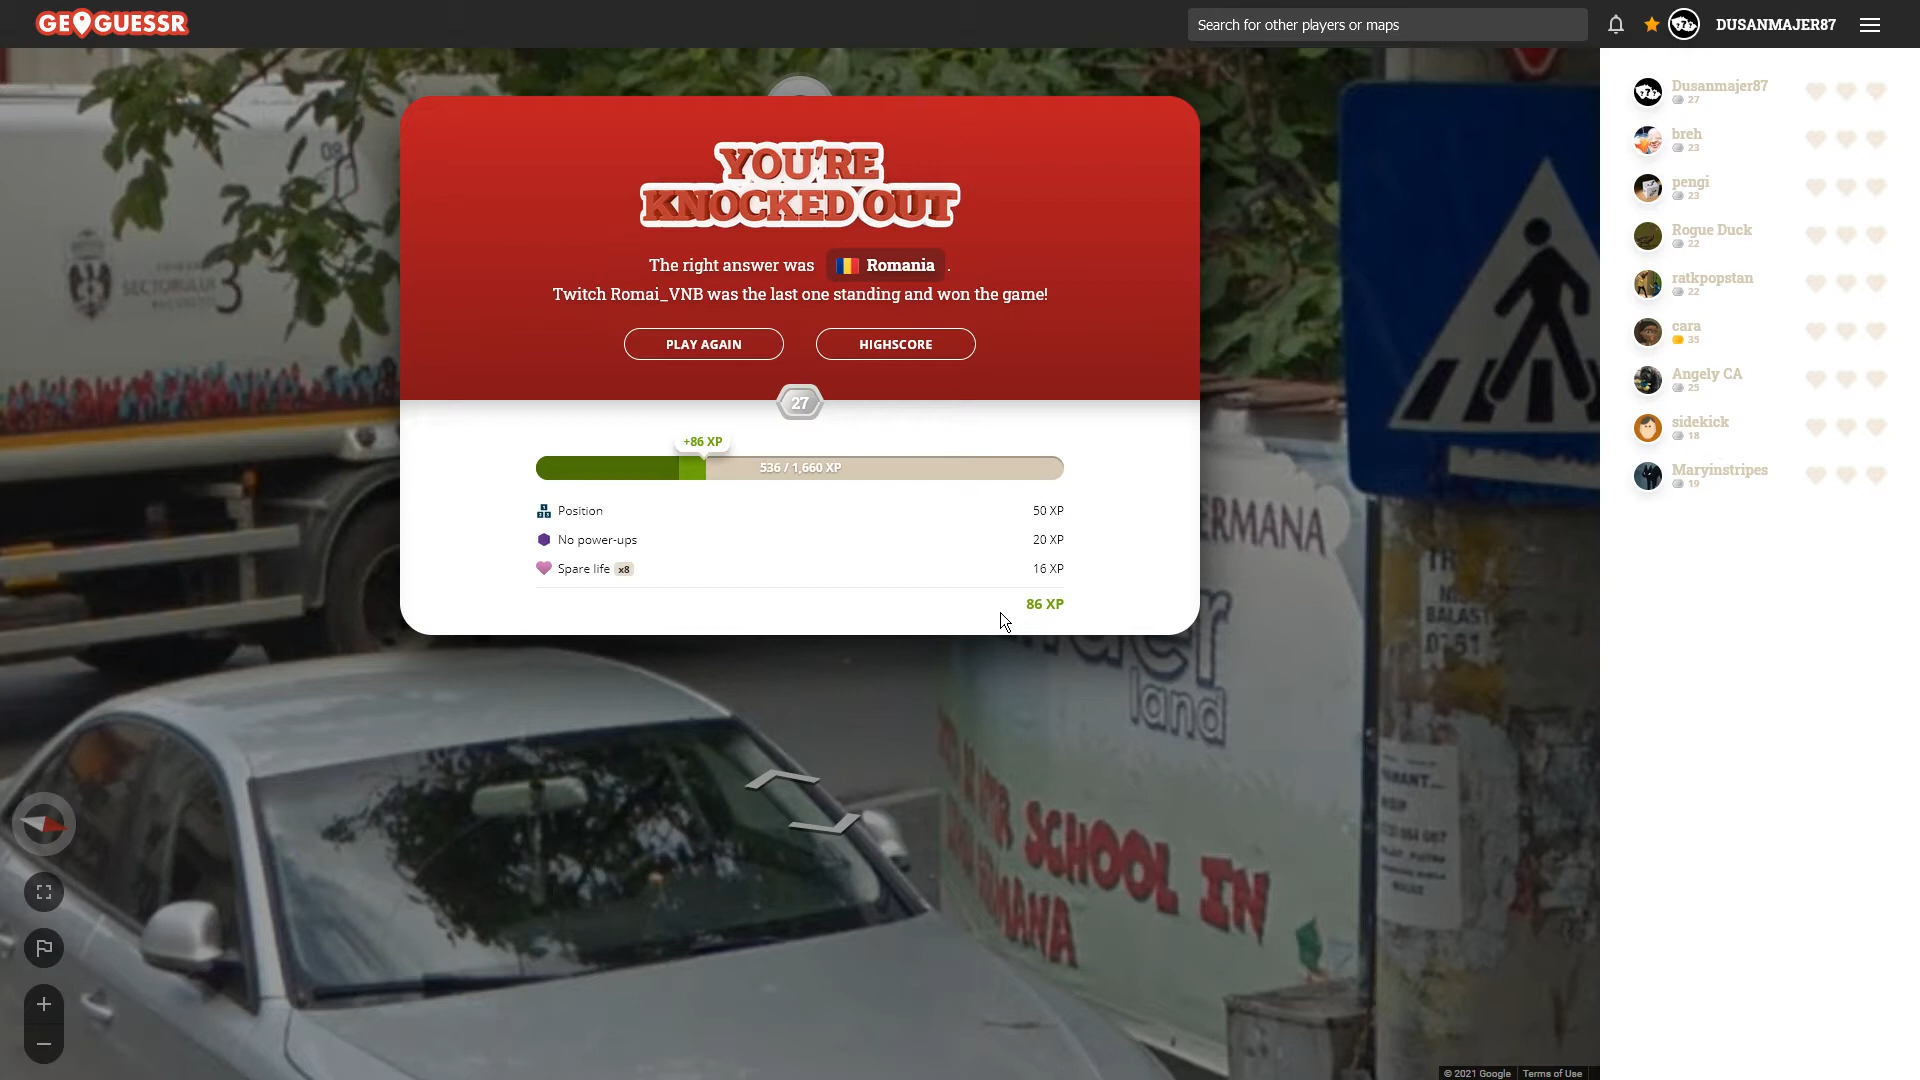 GEOGUESSR
Search for other players or maps
DUSANMAJER87
YOU'RE
KNOCKED OUT
The right answer was Romania .
Twitch Romai_VNB was the last one standing and won the game!
PLAY AGAIN
HIGHSCORE
27
+86 XP
536 / 1,660 XP
Position 50 XP
No power-ups 20 XP
Spare life x8 16 XP
86 XP
Dusanmajer87
27
breh
23
pengi
23
Rogue Duck
22
ratkpopstan
22
cara
35
Angely CA
25
sidekick
18
Maryinstripes
19
08
SECTORULUI 3
ERMANA
land
SCHOOL IN
BALAST
© 2021 Google
Terms of Use